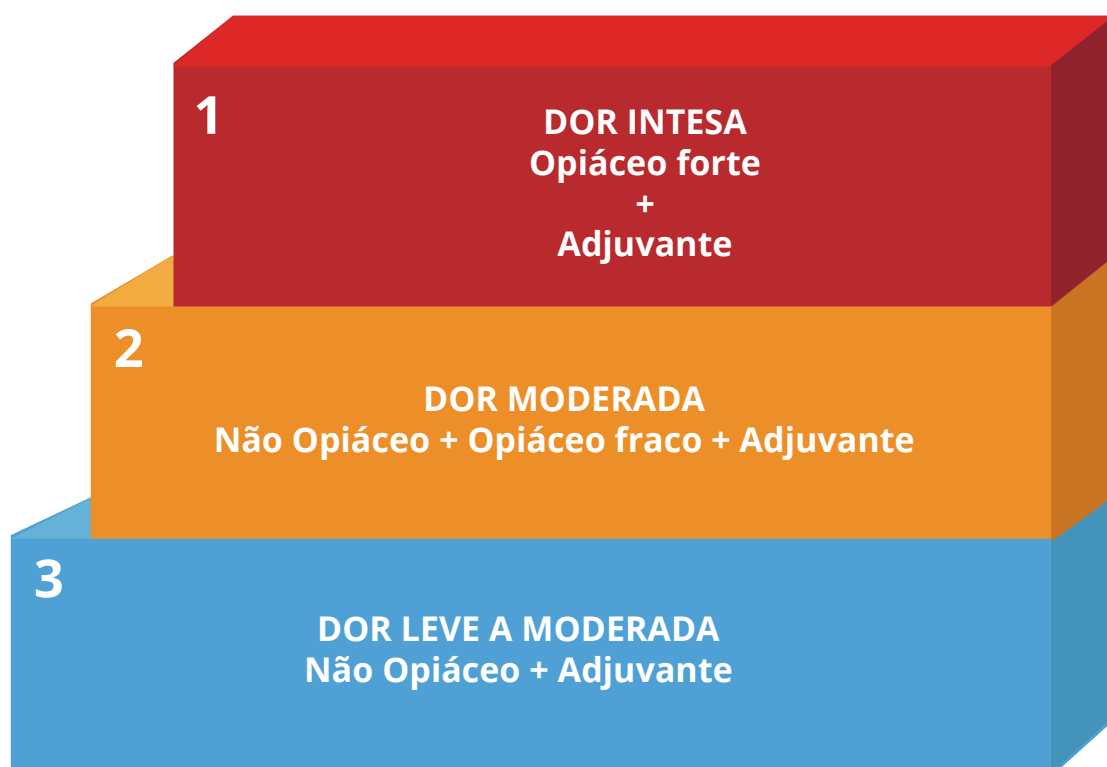 1
DOR INTESA
Opiáceo forte
+
Adjuvante
2
DOR MODERADA
Não Opiáceo + Opiáceo fraco + Adjuvante
3
DOR LEVE A MODERADA
Não Opiáceo + Adjuvante